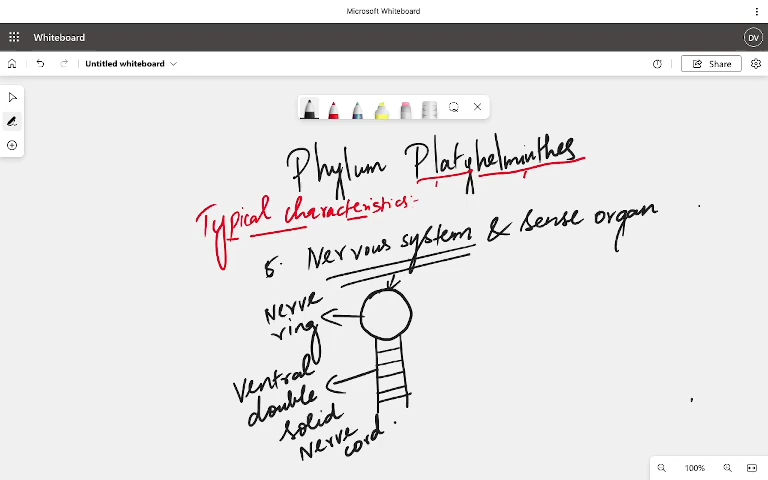 Microsoft Whiteboard
Whiteboard
DV
Untitled whiteboard
Share
Phylum Platyhelminthes
Typical characteristics:-
5. Nervous system & sense organ
Nerve
ring
Ventral
double
solid
Nerve
cord.
100%